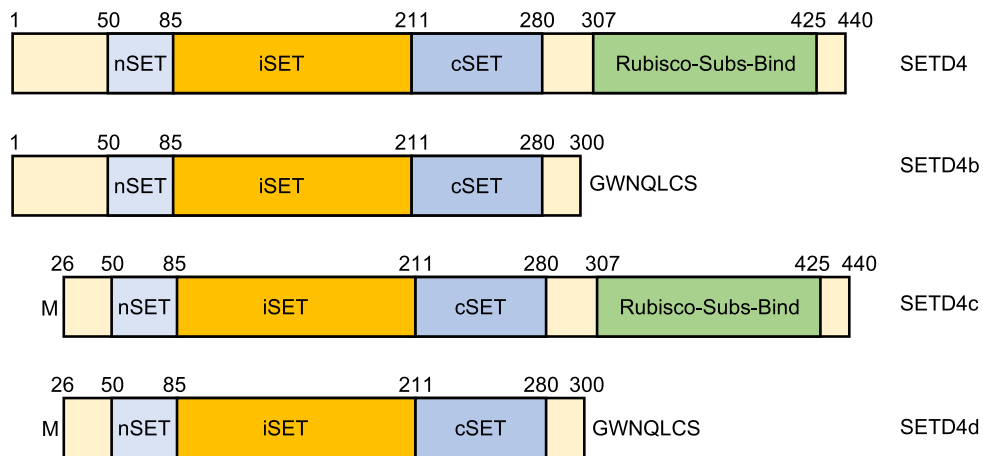 1 50 85 211 280 307 425 440
nSET iSET cSET Rubisco-Subs-Bind SETD4
1 50 85 211 280 300
nSET iSET cSET GWNQLCS SETD4b
26 50 85 211 280 307 425 440
M nSET iSET cSET Rubisco-Subs-Bind SETD4c
26 50 85 211 280 300
M nSET iSET cSET GWNQLCS SETD4d